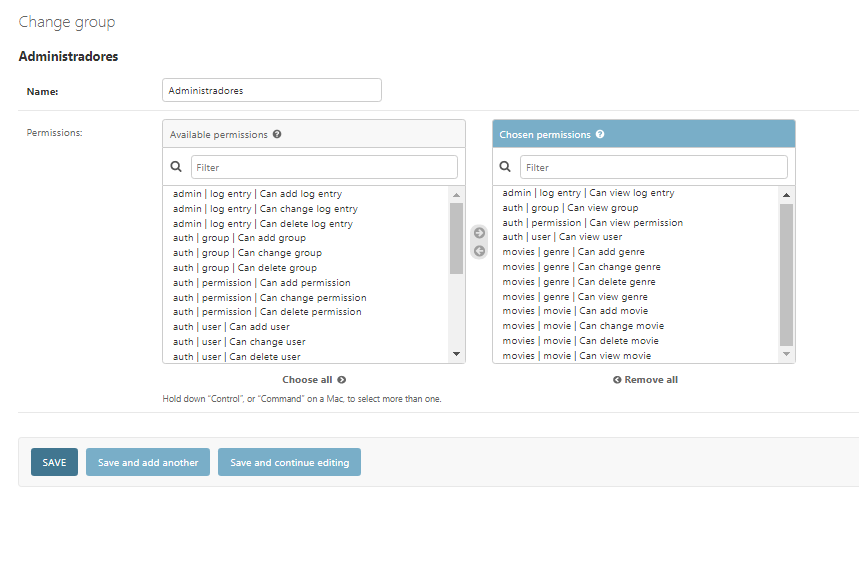 Change group
Administradores
Name:
Administradores
Permissions:
Available permissions
Filter
admin | log entry | Can add log entry
admin | log entry | Can change log entry
admin | log entry | Can delete log entry
auth | group | Can add group
auth | group | Can change group
auth | group | Can delete group
auth | permission | Can add permission
auth | permission | Can change permission
auth | permission | Can delete permission
auth | user | Can add user
auth | user | Can change user
auth | user | Can delete user
Choose all
Chosen permissions
Filter
admin | log entry | Can view log entry
auth | group | Can view group
auth | permission | Can view permission
auth | user | Can view user
movies | genre | Can add genre
movies | genre | Can change genre
movies | genre | Can delete genre
movies | genre | Can view genre
movies | movie | Can add movie
movies | movie | Can change movie
movies | movie | Can delete movie
movies | movie | Can view movie
Remove all
Hold down "Control", or "Command" on a Mac, to select more than one.
SAVE
Save and add another
Save and continue editing